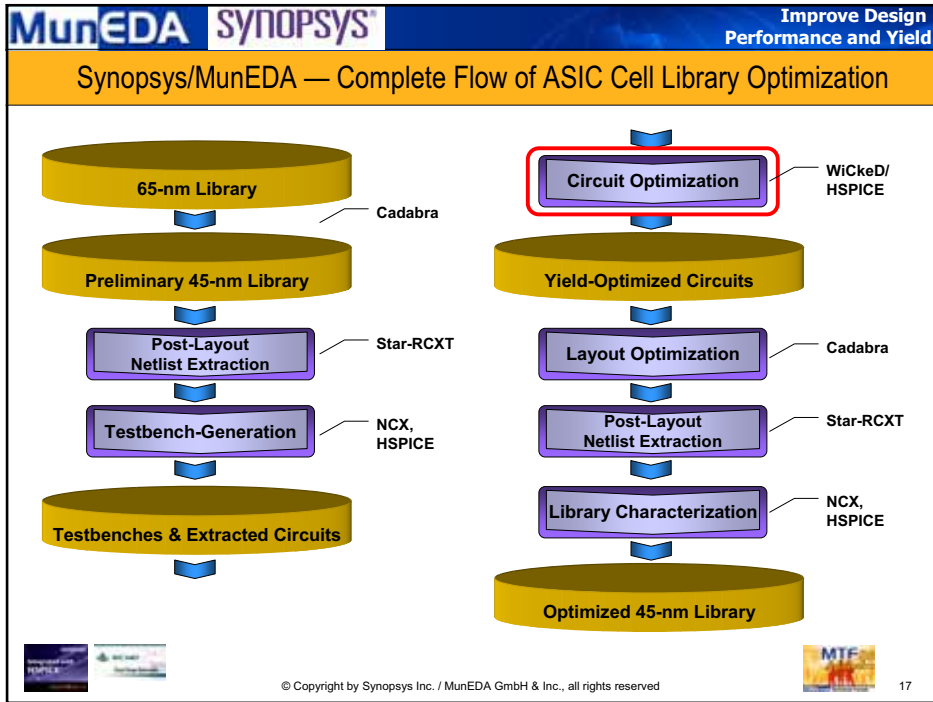 MunEDA SYNOPSYS®
Improve Design
Performance and Yield
Synopsys/MunEDA — Complete Flow of ASIC Cell Library Optimization
65-nm Library
Cadabra
Preliminary 45-nm Library
Post-Layout
Netlist Extraction
Star-RCXT
Testbench-Generation
NCX,
HSPICE
Testbenches & Extracted Circuits
Circuit Optimization
WiCkeD/
HSPICE
Yield-Optimized Circuits
Layout Optimization
Cadabra
Post-Layout
Netlist Extraction
Star-RCXT
Library Characterization
NCX,
HSPICE
Optimized 45-nm Library
HSPICE
© Copyright by Synopsys Inc. / MunEDA GmbH & Inc., all rights reserved
MTF
17